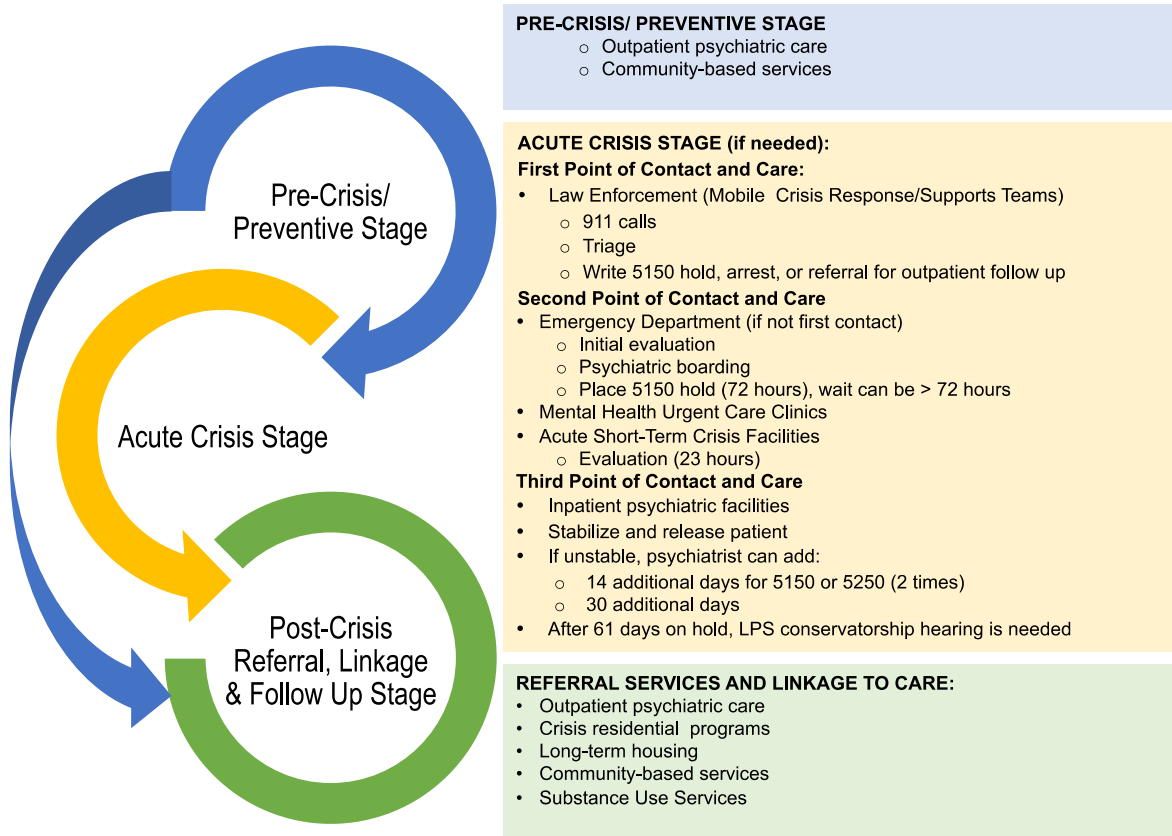 Pre-Crisis/
Preventive Stage
Acute Crisis Stage
Post-Crisis
Referral, Linkage
& Follow Up Stage
PRE-CRISIS/ PREVENTIVE STAGE
o Outpatient psychiatric care
o Community-based services
ACUTE CRISIS STAGE (if needed):
First Point of Contact and Care:
• Law Enforcement (Mobile Crisis Response/Supports Teams)
o 911 calls
o Triage
o Write 5150 hold, arrest, or referral for outpatient follow up
Second Point of Contact and Care
• Emergency Department (if not first contact)
o Initial evaluation
o Psychiatric boarding
o Place 5150 hold (72 hours), wait can be > 72 hours
• Mental Health Urgent Care Clinics
• Acute Short-Term Crisis Facilities
o Evaluation (23 hours)
Third Point of Contact and Care
• Inpatient psychiatric facilities
• Stabilize and release patient
• If unstable, psychiatrist can add:
o 14 additional days for 5150 or 5250 (2 times)
o 30 additional days
• After 61 days on hold, LPS conservatorship hearing is needed
REFERRAL SERVICES AND LINKAGE TO CARE:
• Outpatient psychiatric care
• Crisis residential programs
• Long-term housing
• Community-based services
• Substance Use Services